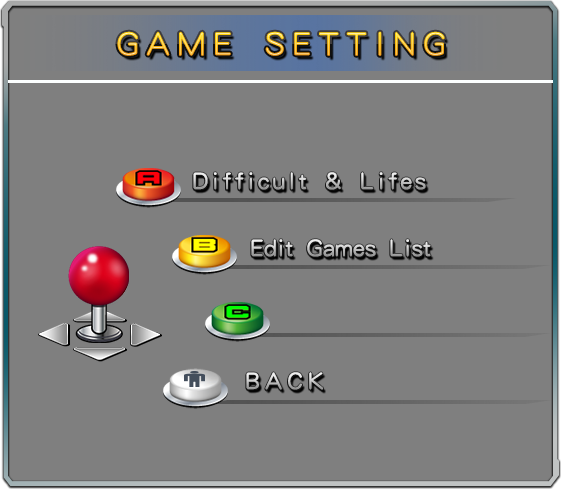 GAME SETTING
A Difficult & Lifes
B Edit Games List
C
BACK